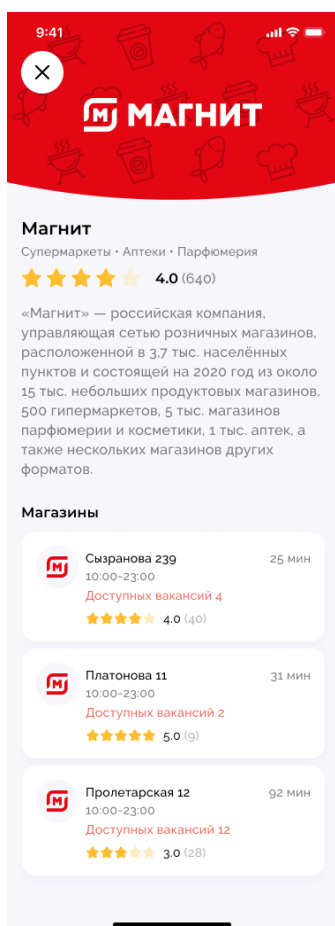 9:41
МАГНИТ
Магнит
Супермаркеты • Аптеки • Парфюмерия
4.0 (640)
«Магнит» — российская компания,
управляющая сетью розничных магазинов,
расположенной в 3,7 тыс. населённых
пунктов и состоящей на 2020 год из около
15 тыс. небольших продуктовых магазинов,
500 гипермаркетов, 5 тыс. магазинов
парфюмерии и косметики, 1 тыс. аптек, а
также нескольких магазинов других
форматов.
Магазины
Сызранова 239 25 мин
10:00-23:00
Доступных вакансий 4
4.0 (40)
Платонова 11 31 мин
10:00-23:00
Доступных вакансий 2
5.0 (9)
Пролетарская 12 92 мин
10:00-23:00
Доступных вакансий 12
3.0 (28)